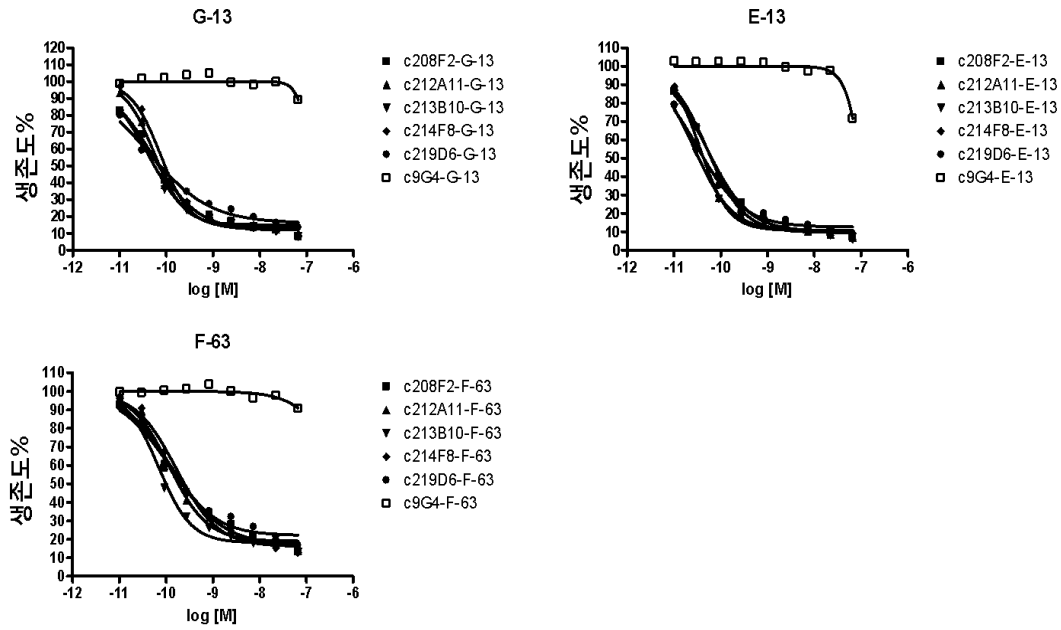 G-13
생존도%
120
110
100
90
80
70
60
50
40
30
20
10
0
-12 -11 -10 -9 -8 -7 -6
log [M]
c208F2-G-13
c212A11-G-13
c213B10-G-13
c214F8-G-13
c219D6-G-13
c9G4-G-13
E-13
생존도%
110
100
90
80
70
60
50
40
30
20
10
0
-12 -11 -10 -9 -8 -7 -6
log [M]
c208F2-E-13
c212A11-E-13
c213B10-E-13
c214F8-E-13
c219D6-E-13
c9G4-E-13
F-63
생존도%
110
100
90
80
70
60
50
40
30
20
10
0
-12 -11 -10 -9 -8 -7 -6
log [M]
c208F2-F-63
c212A11-F-63
c213B10-F-63
c214F8-F-63
c219D6-F-63
c9G4-F-63